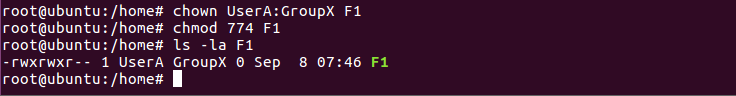 root@ubuntu:/home# chown UserA:GroupX F1
root@ubuntu:/home# chmod 774 F1
root@ubuntu:/home# ls -la F1
-rwxrwxr-- 1 UserA GroupX 0 Sep  8 07:46 F1
root@ubuntu:/home#